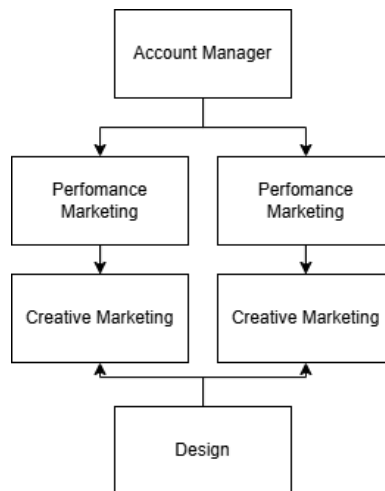 Account Manager
Perfomance
Marketing
Perfomance
Marketing
Creative Marketing
Creative Marketing
Design